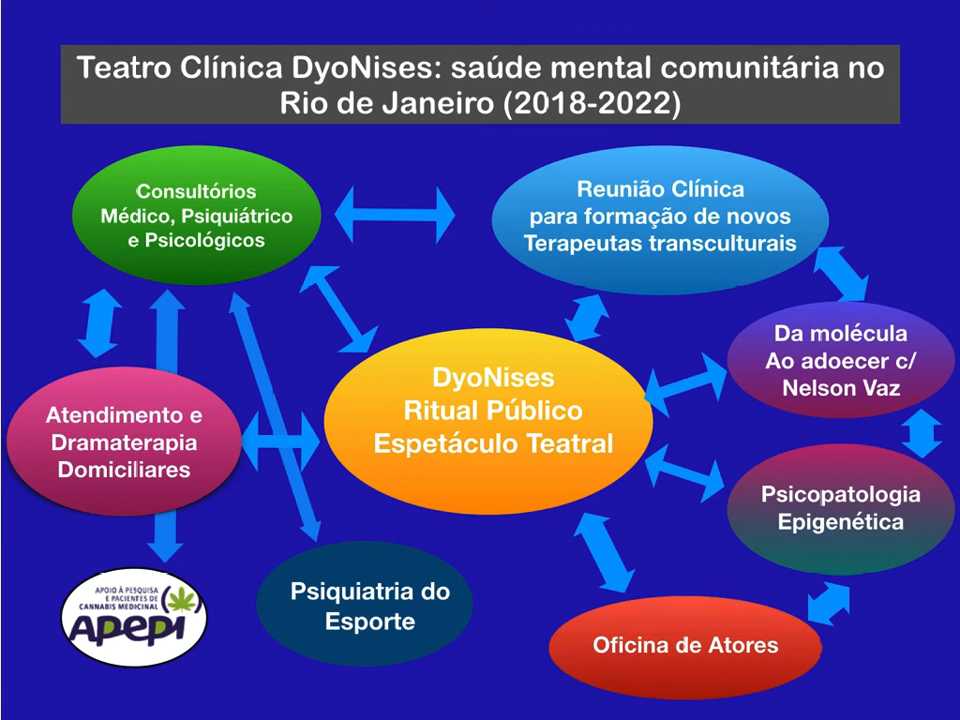 Teatro Clínica DyoNises: saúde mental comunitária no
Rio de Janeiro (2018-2022)
Consultórios
Médico, Psiquiátrico
e Psicológicos
Reunião Clínica
para formação de novos
Terapeutas transculturais
Da molécula
Ao adoecer c/
Nelson Vaz
DyoNises
Ritual Público
Espetáculo Teatral
Atendimento e
Dramaterapia
Domiciliares
Psicopatologia
Epigenética
APOIO À PESQUISA
E PACIENTES DE
CANNABIS MEDICINAL
APEPI
Psiquiatria do
Esporte
Oficina de Atores